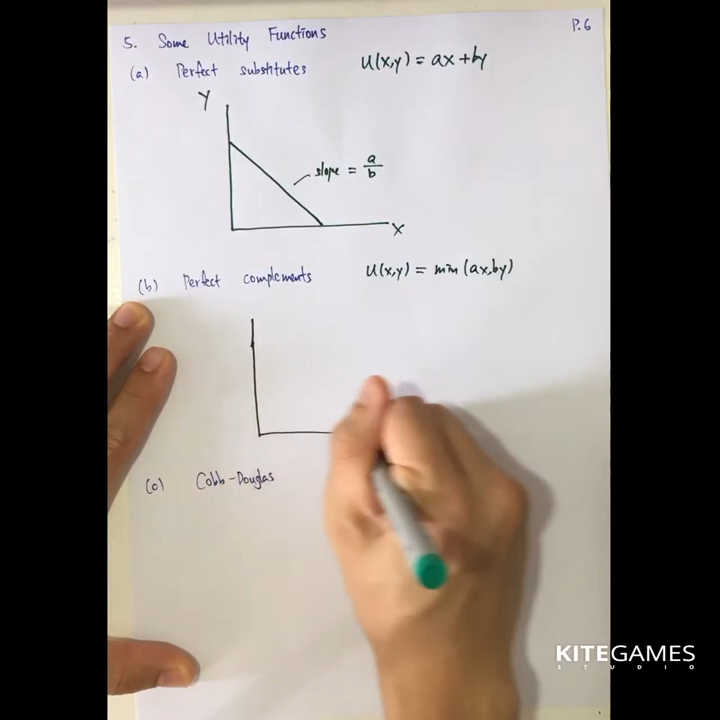 P.6
5. Some Utility Functions
(a) Perfect substitutes U(x,y) = ax + by
Y
slope = a/b
X
(b) Perfect complements U(x,y) = min (ax, by)
(c) Cobb-Douglas
KITEGAMES
STUDIO